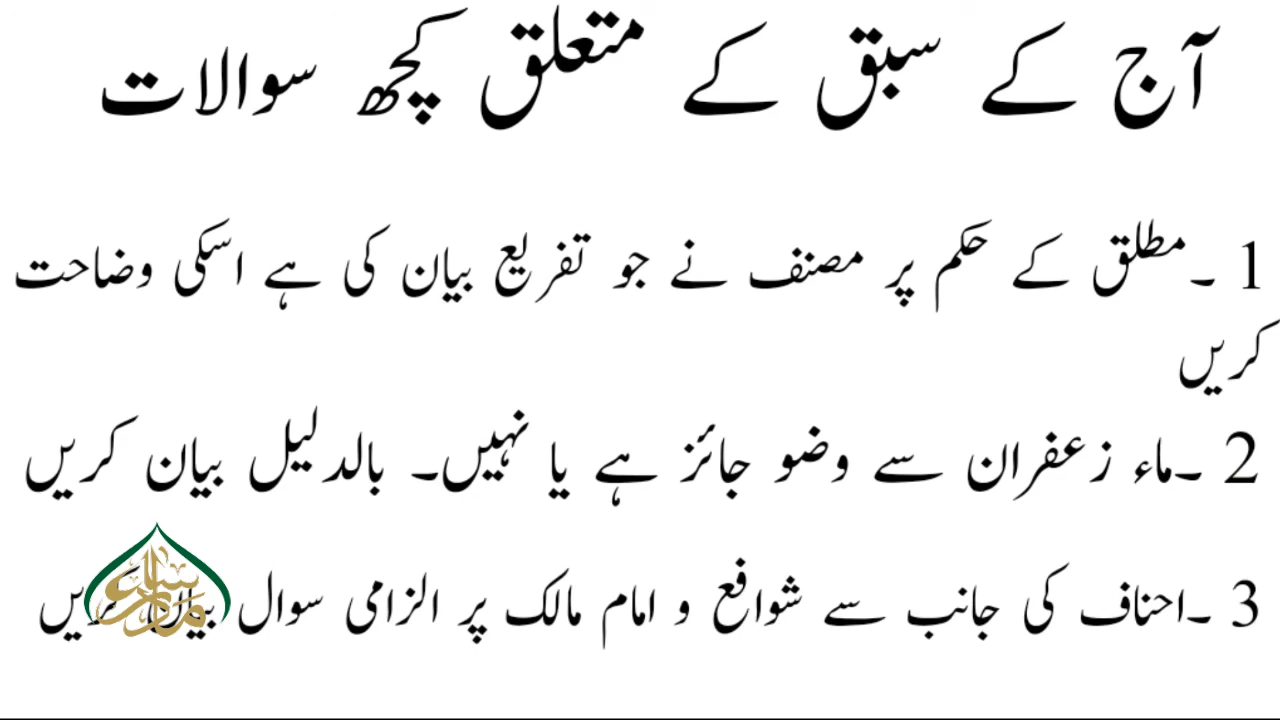 آج کے سبق کے متعلق کچھ سوالات
1 ۔مطلق کے حکم پر مصنف نے جو تفریع بیان کی ہے اسکی وضاحت
کریں
2 ۔ماء زعفران سے وضو جائز ہے یا نہیں۔ بالدلیل بیان کریں
3 ۔احناف کی جانب سے شوافع و امام مالک پر الزامی سوال بیان کریں